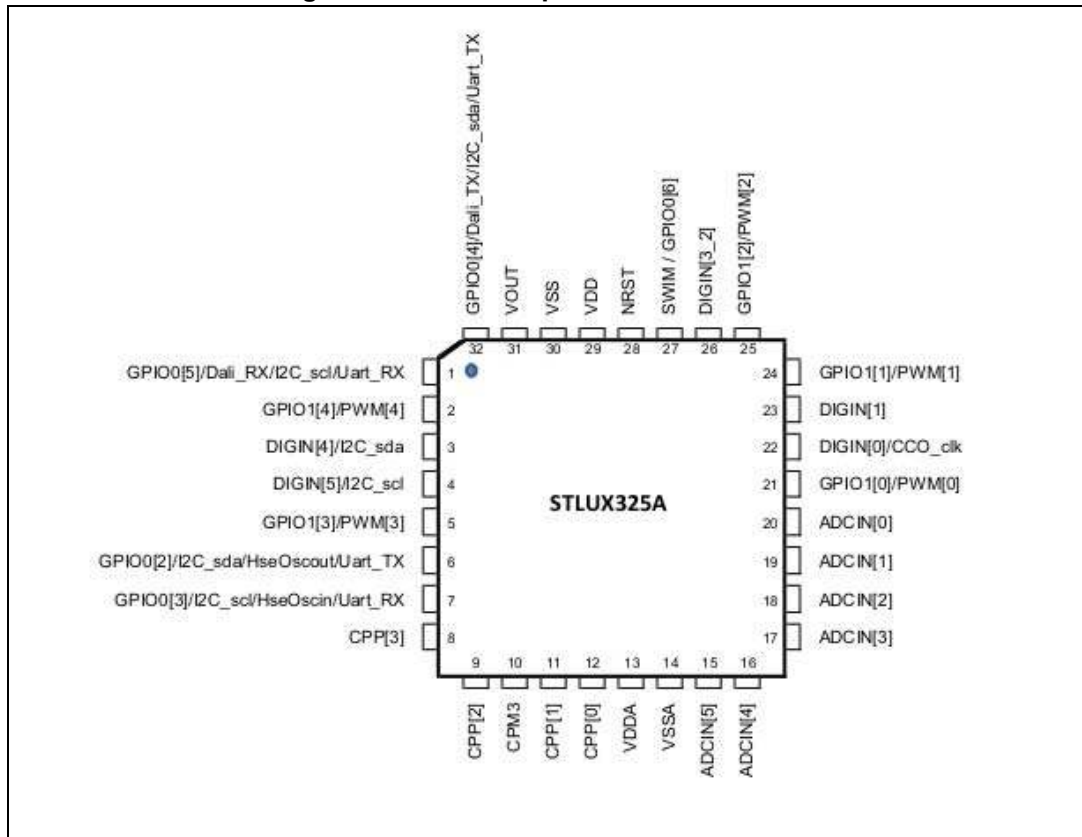 GPIO0[4]/Dali_TX/I2C_sda/Uart_TX
VOUT
VSS
VDD
NRST
SWIM / GPIO0[6]
DIGIN[3_2]
GPIO1[2]/PWM[2]
32 31 30 29 28 27 26 25
GPIO0[5]/Dali_RX/I2C_scl/Uart_RX 1
24 GPIO1[1]/PWM[1]
GPIO1[4]/PWM[4] 2
23 DIGIN[1]
DIGIN[4]/I2C_sda 3
22 DIGIN[0]/CCO_clk
DIGIN[5]/I2C_scl 4
21 GPIO1[0]/PWM[0]
STLUX325A
GPIO1[3]/PWM[3] 5
20 ADCIN[0]
GPIO0[2]/I2C_sda/HseOscout/Uart_TX 6
19 ADCIN[1]
GPIO0[3]/I2C_scl/HseOscin/Uart_RX 7
18 ADCIN[2]
CPP[3] 8
17 ADCIN[3]
9 10 11 12 13 14 15 16
CPP[2]
CPM3
CPP[1]
CPP[0]
VDDA
VSSA
ADCIN[5]
ADCIN[4]